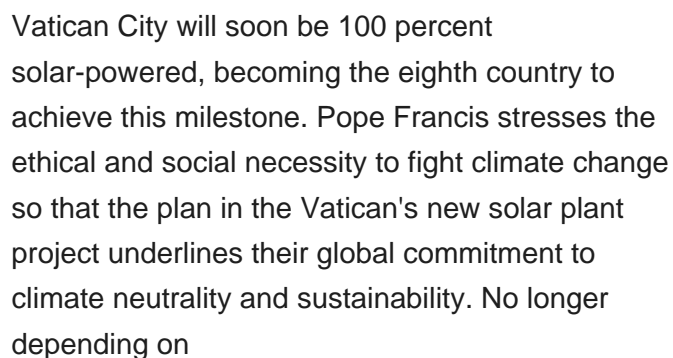 Vatican City will soon be 100 percent
solar-powered, becoming the eighth country to
achieve this milestone. Pope Francis stresses the
ethical and social necessity to fight climate change
so that the plan in the Vatican's new solar plant
project underlines their global commitment to
climate neutrality and sustainability. No longer
depending on